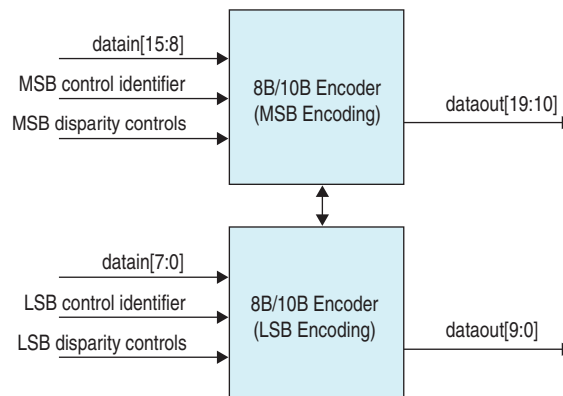 datain[15:8]
MSB control identifier
MSB disparity controls
8B/10B Encoder
(MSB Encoding)
dataout[19:10]
datain[7:0]
LSB control identifier
LSB disparity controls
8B/10B Encoder
(LSB Encoding)
dataout[9:0]